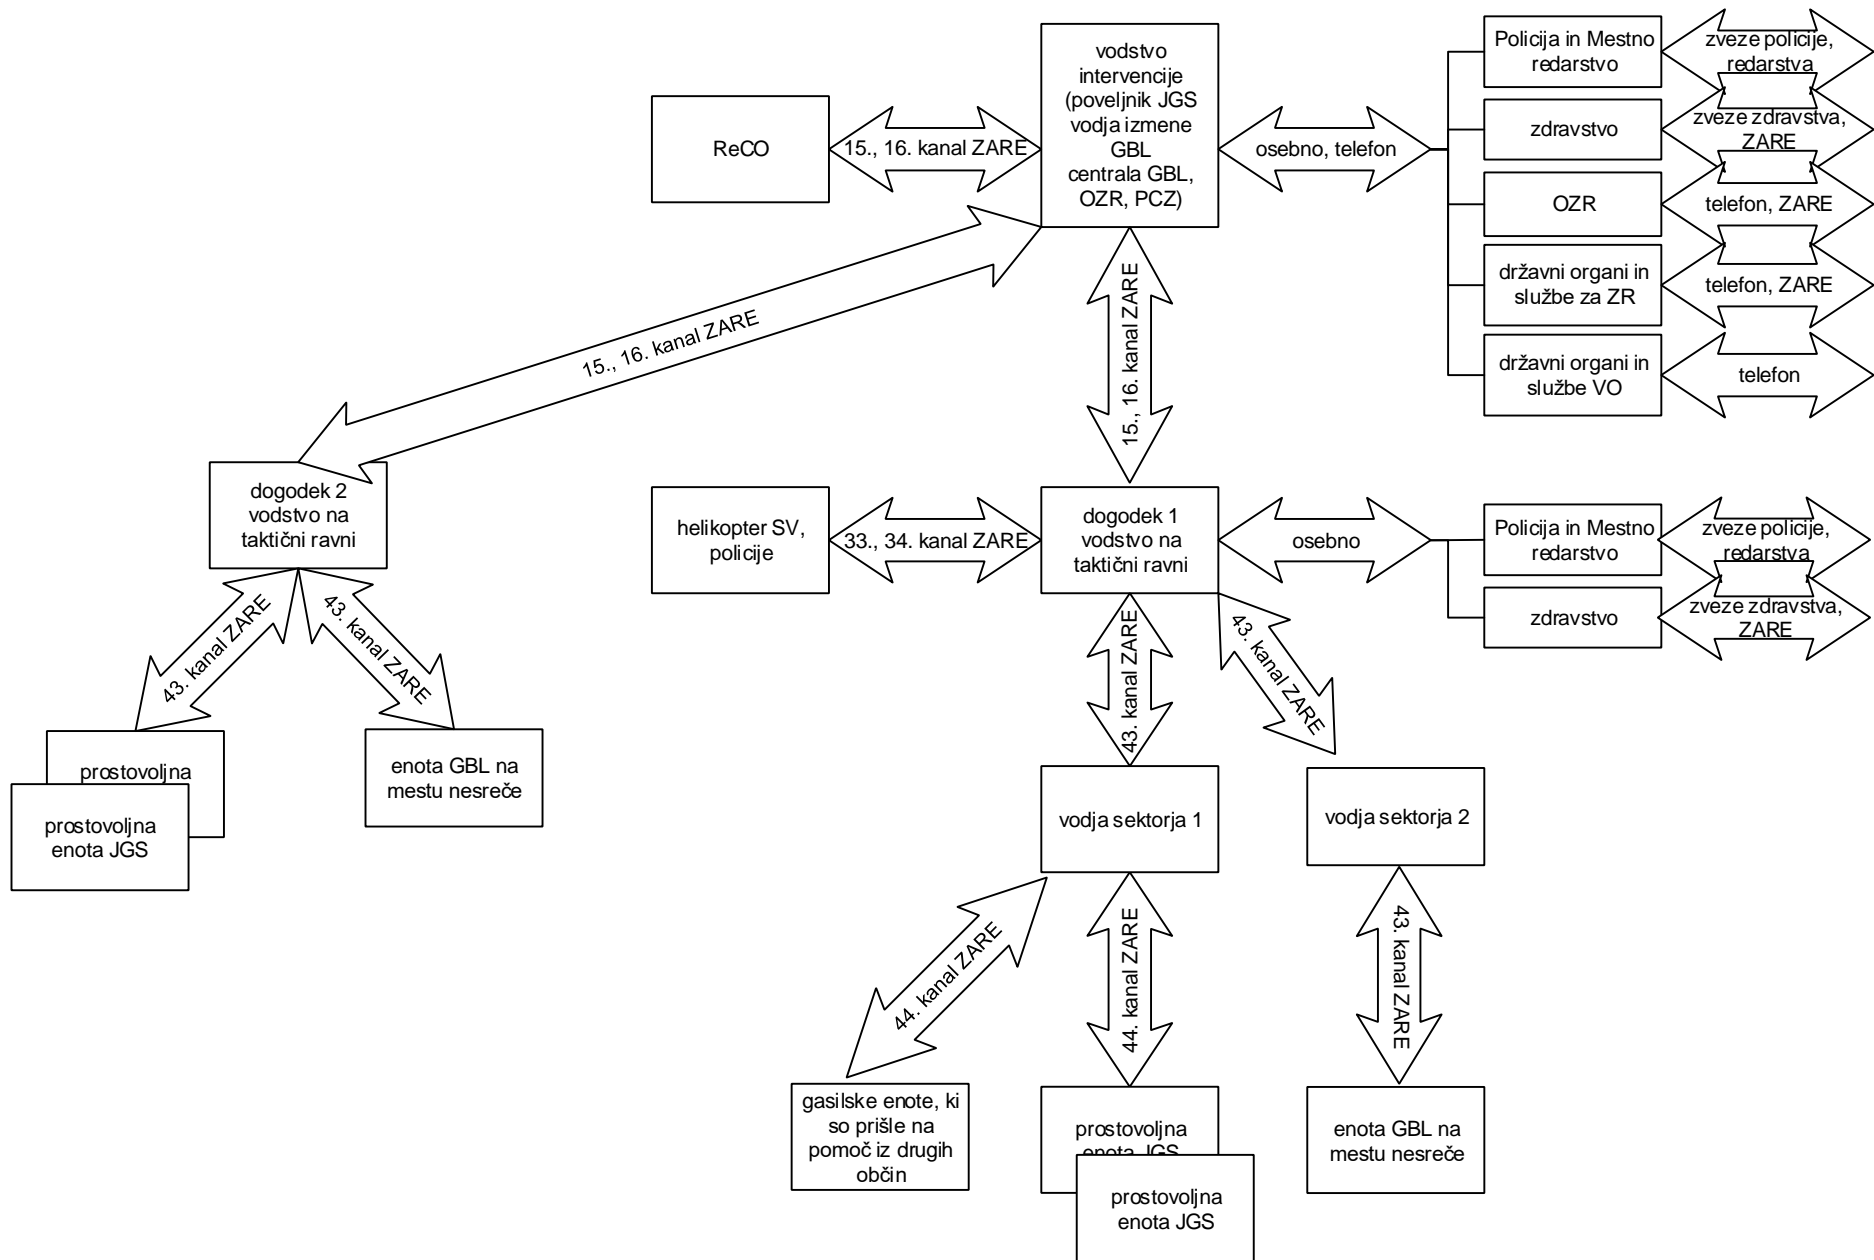 vodstvo
intervencije
(poveljnik JGS
vodja izmene
GBL
centrala GBL,
OZR, PCZ)
ReCO
15., 16. kanal ZARE
osebno, telefon
Policija in Mestno
redarstvo
zveze policije,
redarstva
zdravstvo
zveze zdravstva,
ZARE
OZR
telefon, ZARE
državni organi in
službe za ZR
telefon, ZARE
državni organi in
službe VO
telefon
15., 16. kanal ZARE
15., 16. kanal ZARE
dogodek 2
vodstvo na
taktični ravni
helikopter SV,
policije
33., 34. kanal ZARE
dogodek 1
vodstvo na
taktični ravni
osebno
Policija in Mestno
redarstvo
zveze policije,
redarstva
zdravstvo
zveze zdravstva,
ZARE
43. kanal ZARE
43. kanal ZARE
43. kanal ZARE
43. kanal ZARE
prostovoljna
prostovoljna
enota JGS
enota GBL na
mestu nesreče
vodja sektorja 1
vodja sektorja 2
44. kanal ZARE
44. kanal ZARE
43. kanal ZARE
gasilske enote, ki
so prišle na
pomoč iz drugih
občin
prostovoljna
enota JGS
prostovoljna
enota JGS
enota GBL na
mestu nesreče